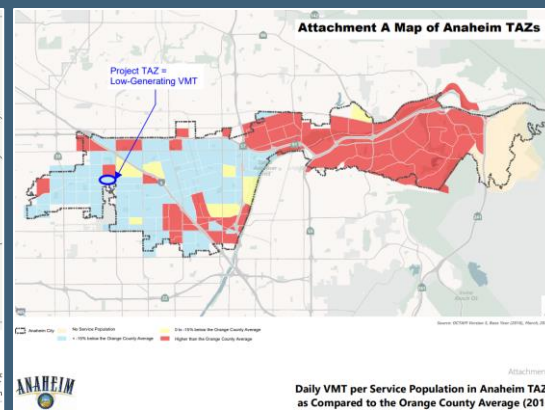 Attachment A Map of Anaheim TAZs
Project TAZ =
Low-Generating VMT
Anaheim City
No Service Population
0 to -15% below the Orange County Average
< -15% below the Orange County Average
Higher than the Orange County Average
Attachment
ANAHEIM
Daily VMT per Service Population in Anaheim TAZ
as Compared to the Orange County Average (201